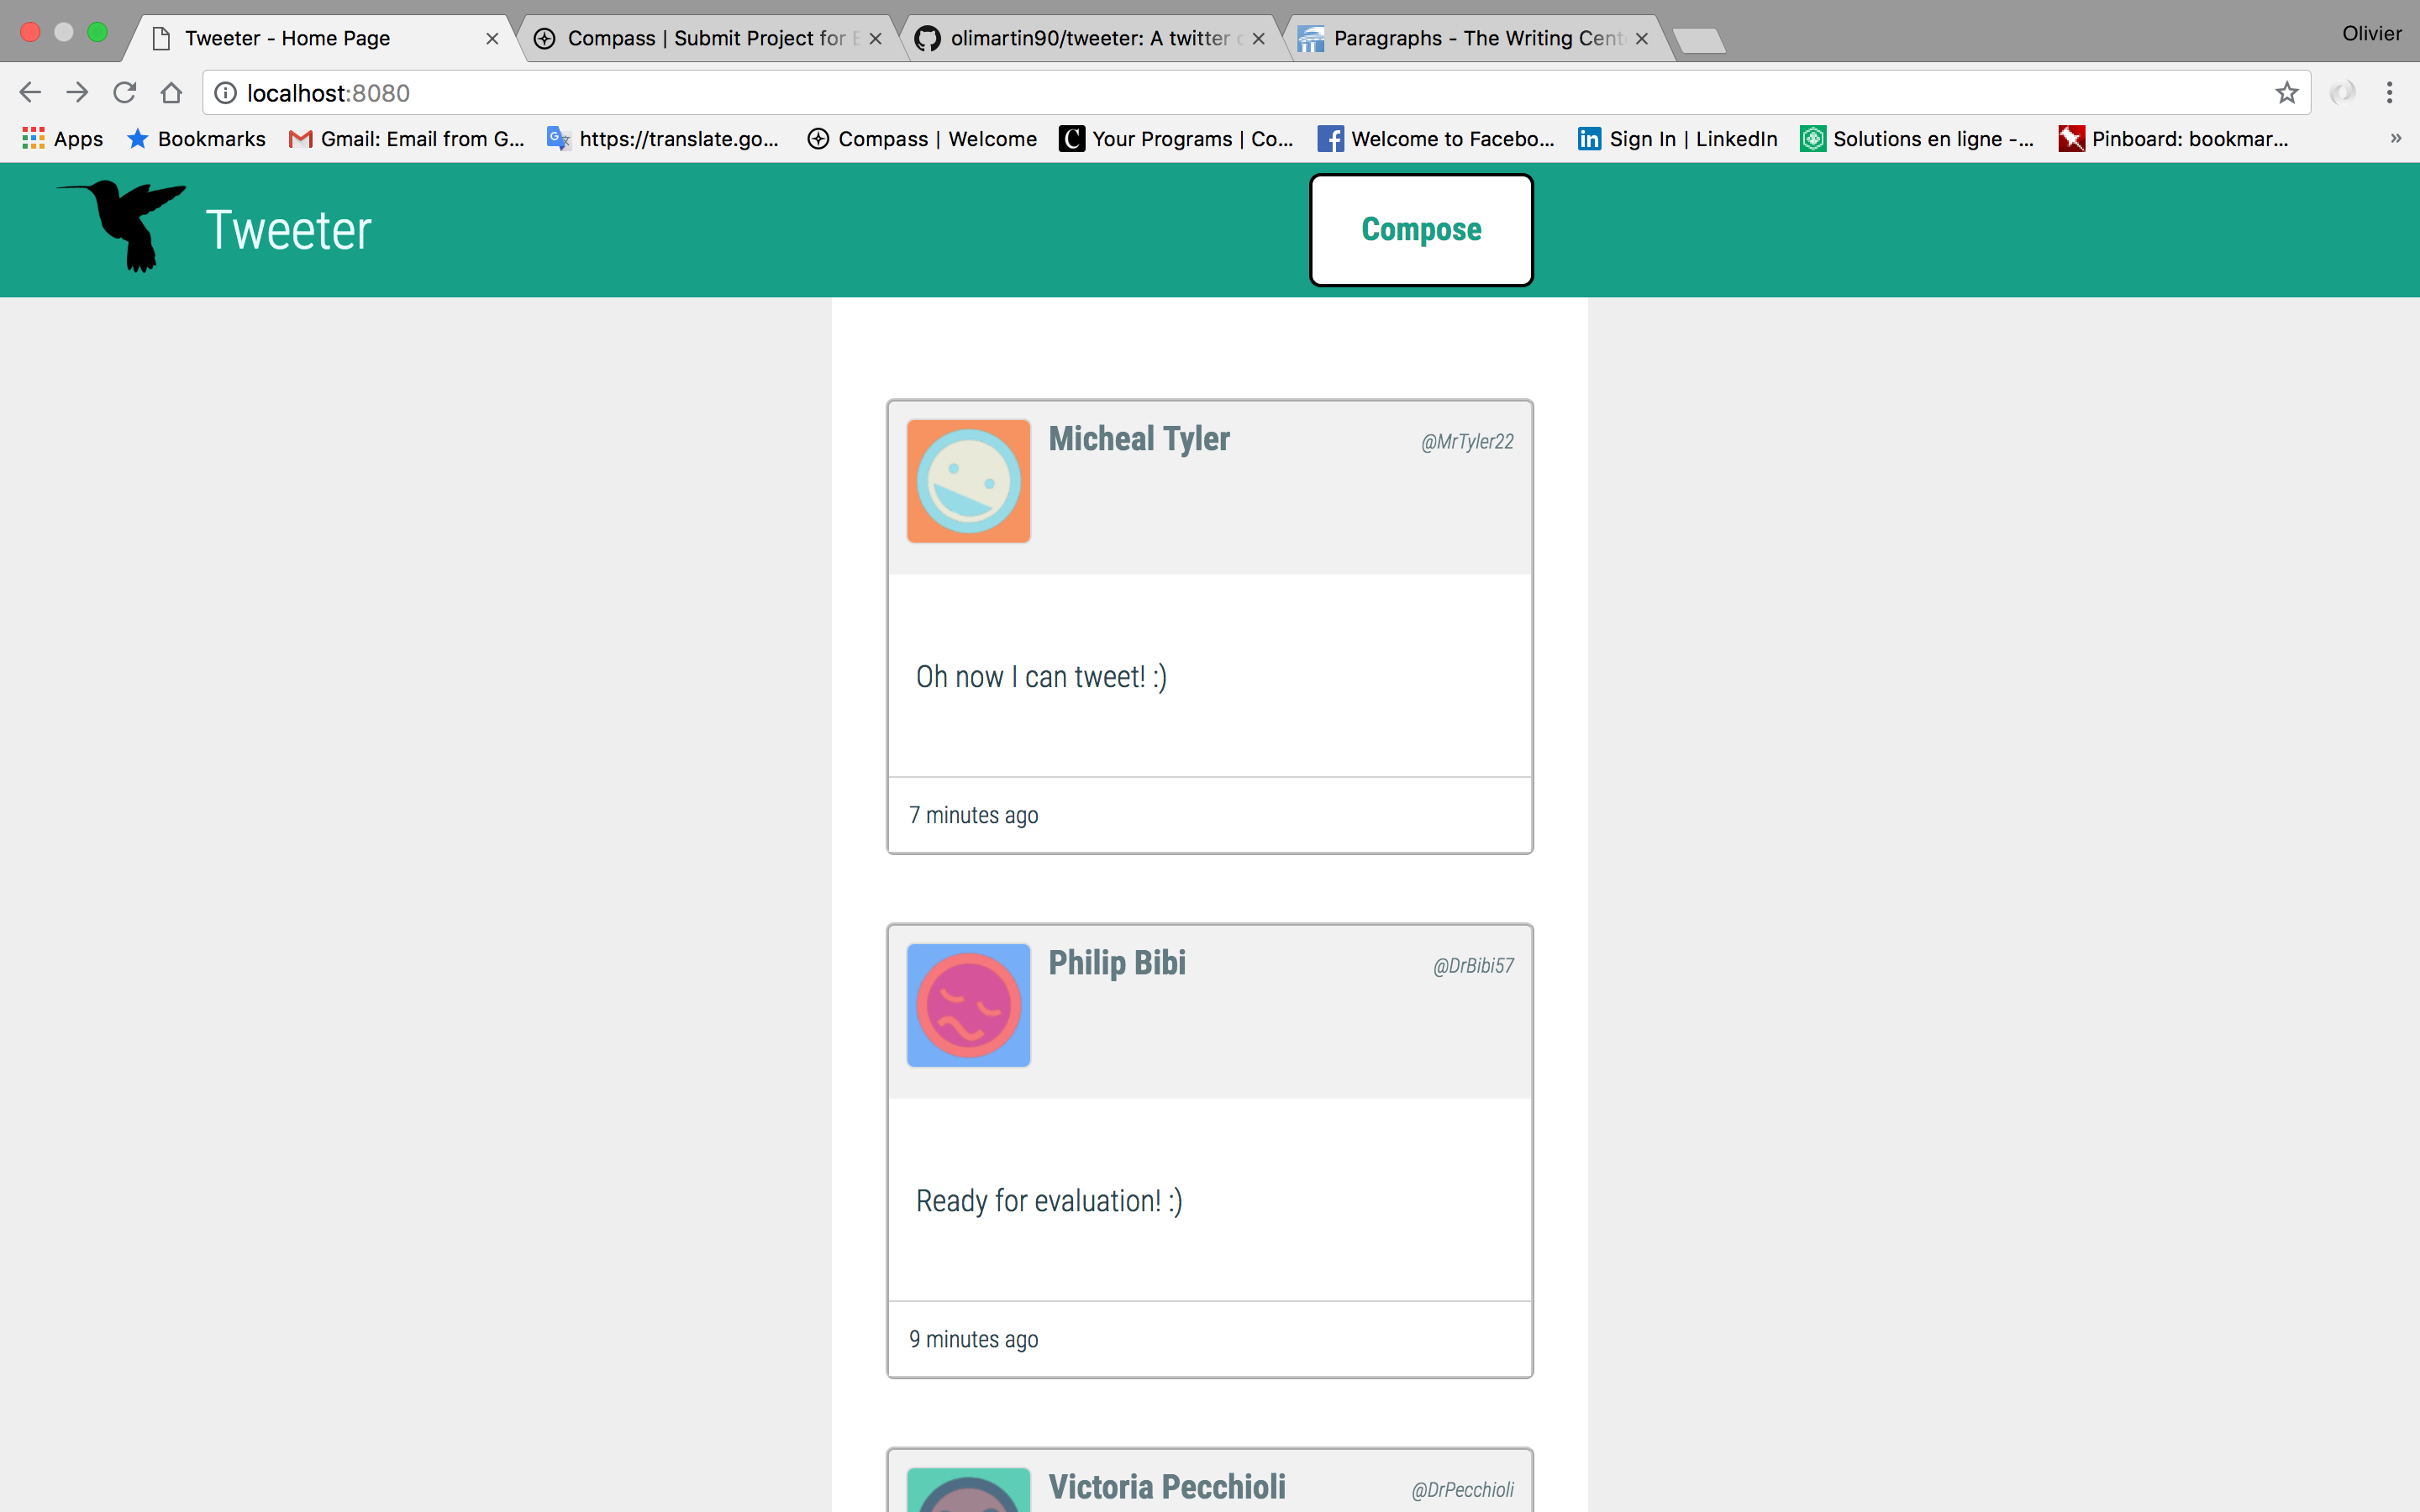 Tweeter - Home Page
Compass | Submit Project for E
olimartin90/tweeter: A twitter c
Paragraphs - The Writing Cent
Olivier
localhost:8080
Apps
Bookmarks
Gmail: Email from G...
https://translate.go...
Compass | Welcome
Your Programs | Co...
Welcome to Facebo...
Sign In | LinkedIn
Solutions en ligne -...
Pinboard: bookmar...
»
Tweeter
Compose
Micheal Tyler
@MrTyler22
Oh now I can tweet! :)
7 minutes ago
Philip Bibi
@DrBibi57
Ready for evaluation! :)
9 minutes ago
Victoria Pecchioli
@DrPecchioli